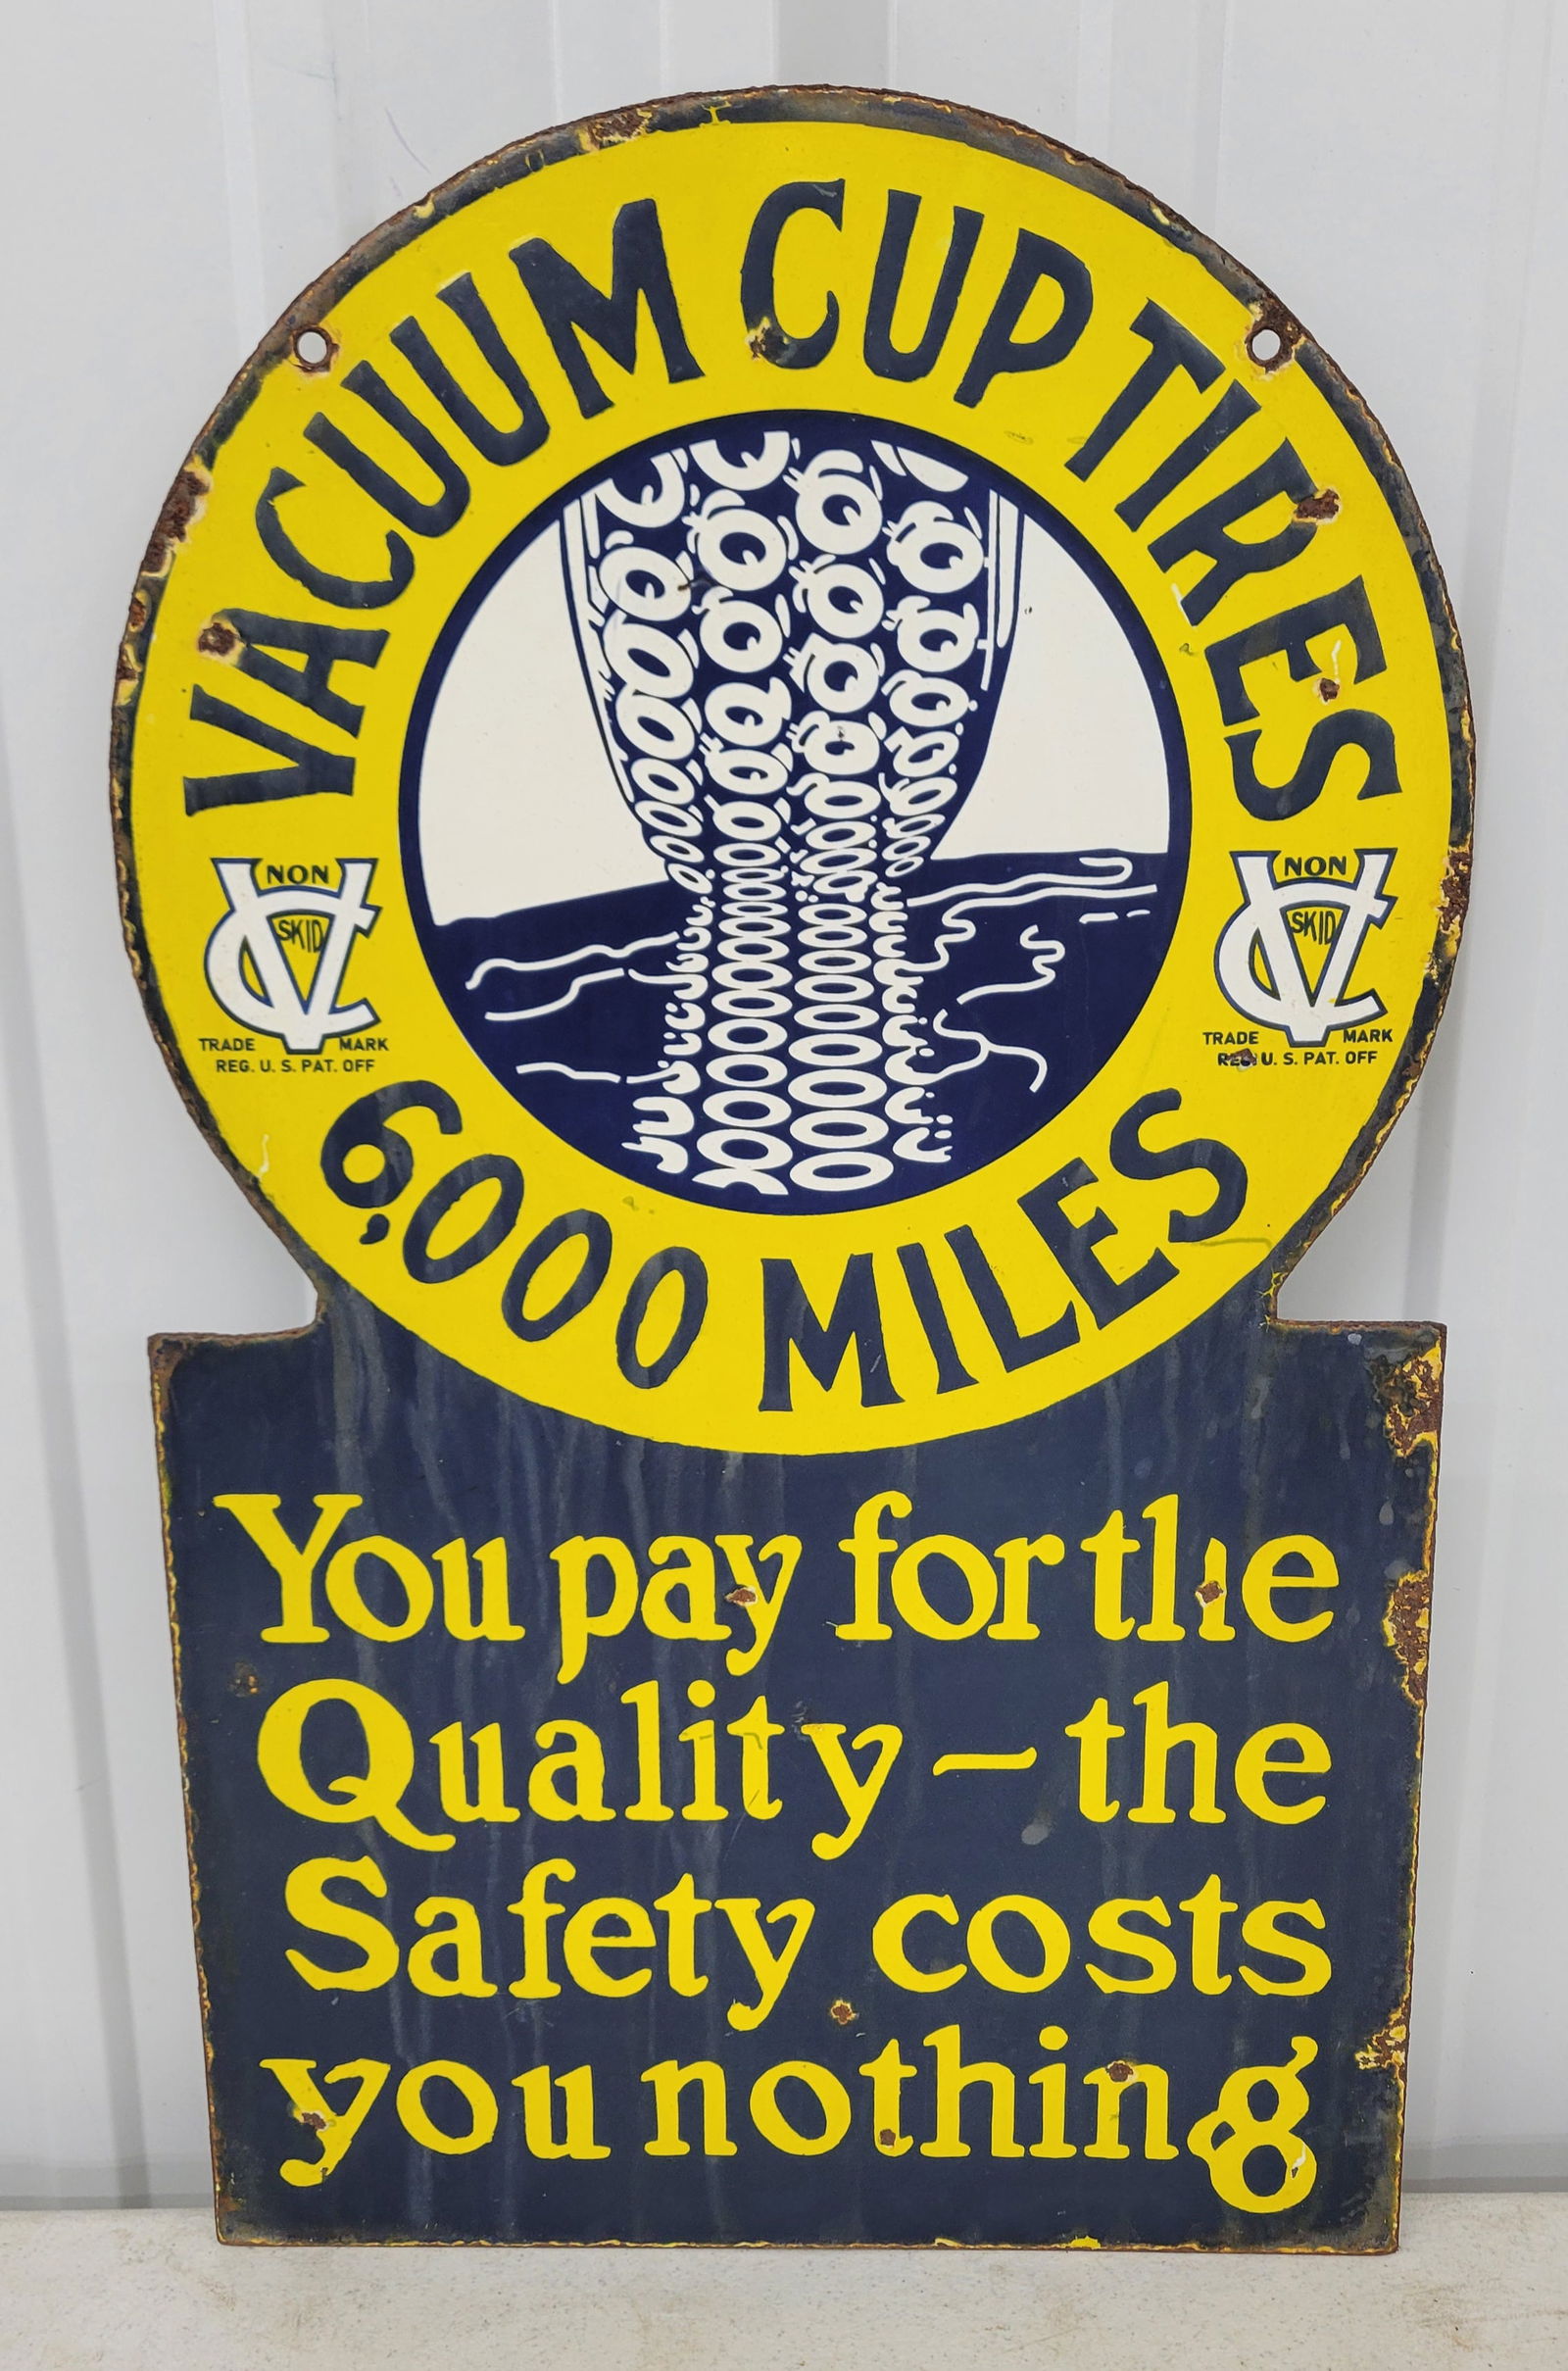 VACUUM CUP TIRES
NON
SKID
VC
TRADE MARK
REG. U. S. PAT. OFF
NON
SKID
VC
TRADE MARK
REG. U. S. PAT. OFF
6,000 MILES
You pay for the
Quality - the
Safety costs
you nothing